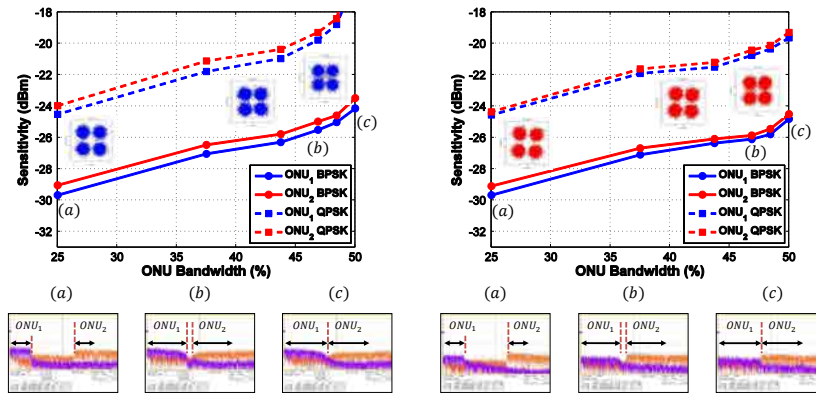 -18
-20
-22
-24
-26
-28
-30
-32
Sensitivity (dBm)
25 30 35 40 45 50
ONU Bandwidth (%)
(a)
(b)
(c)
ONU1 BPSK
ONU2 BPSK
ONU1 QPSK
ONU2 QPSK
-18
-20
-22
-24
-26
-28
-30
-32
Sensitivity (dBm)
25 30 35 40 45 50
ONU Bandwidth (%)
(a)
(b)
(c)
ONU1 BPSK
ONU2 BPSK
ONU1 QPSK
ONU2 QPSK
(a) (b) (c) (a) (b) (c)
ONU1 ONU2
ONU1 ONU2
ONU1 ONU2
ONU1 ONU2
ONU1 ONU2
ONU1 ONU2